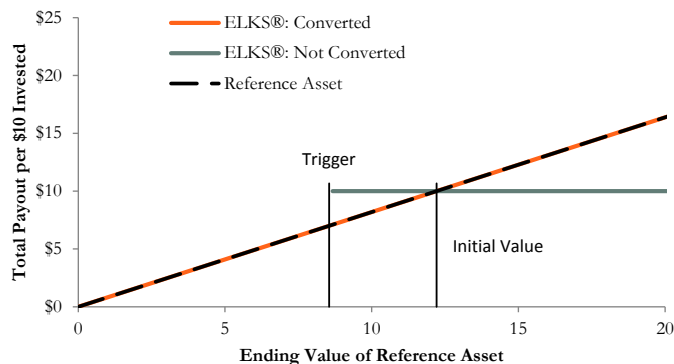 ELKS®: Converted
ELKS®: Not Converted
Reference Asset
Total Payout per $10 Invested
$25
$20
$15
$10
$5
$0
Trigger
Initial Value
0
5
10
15
20
Ending Value of Reference Asset